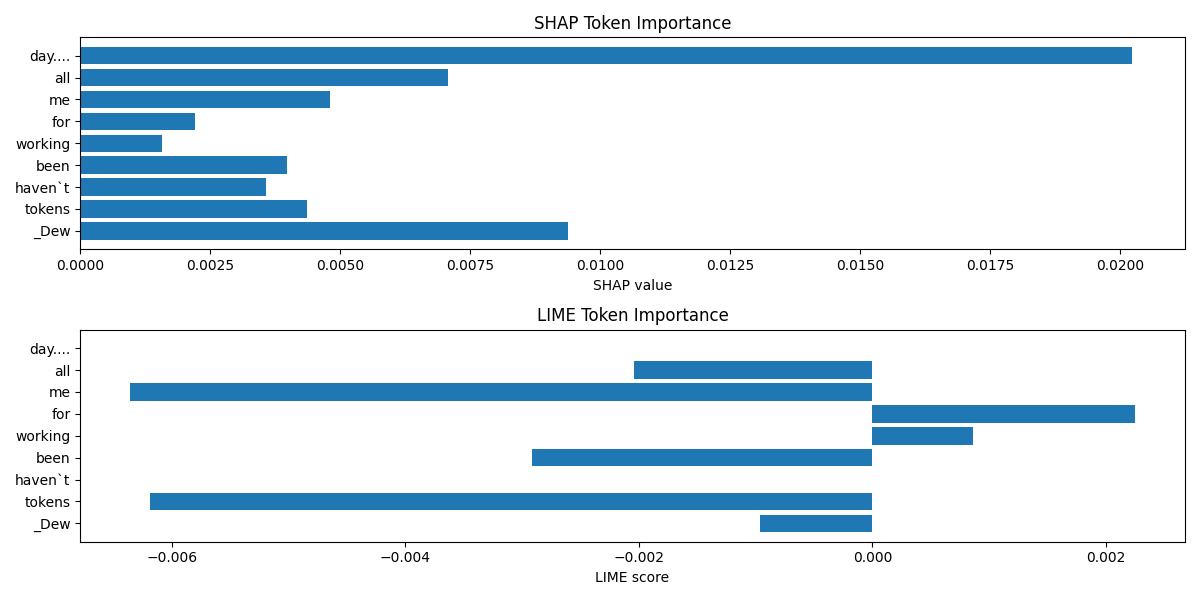 SHAP Token Importance
day....
all
me
for
working
been
haven`t
tokens
_Dew
0.0000 0.0025 0.0050 0.0075 0.0100 0.0125 0.0150 0.0175 0.0200
SHAP value
LIME Token Importance
day....
all
me
for
working
been
haven`t
tokens
_Dew
−0.006 −0.004 −0.002 0.000 0.002
LIME score